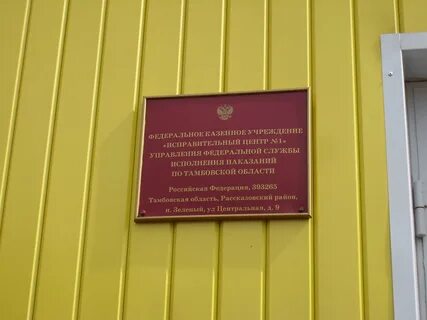 ФЕДЕРАЛЬНОЕ КАЗЕННОЕ УЧРЕЖДЕНИЕ
«ИСПРАВИТЕЛЬНЫЙ ЦЕНТР №1»
УПРАВЛЕНИЯ ФЕДЕРАЛЬНОЙ СЛУЖБЫ
ИСПОЛНЕНИЯ НАКАЗАНИЙ
ПО ТАМБОВСКОЙ ОБЛАСТИ
Российская Федерация, 393265
Тамбовская область, Рассказовский район,
п. Зеленый, ул Центральная, д. 9